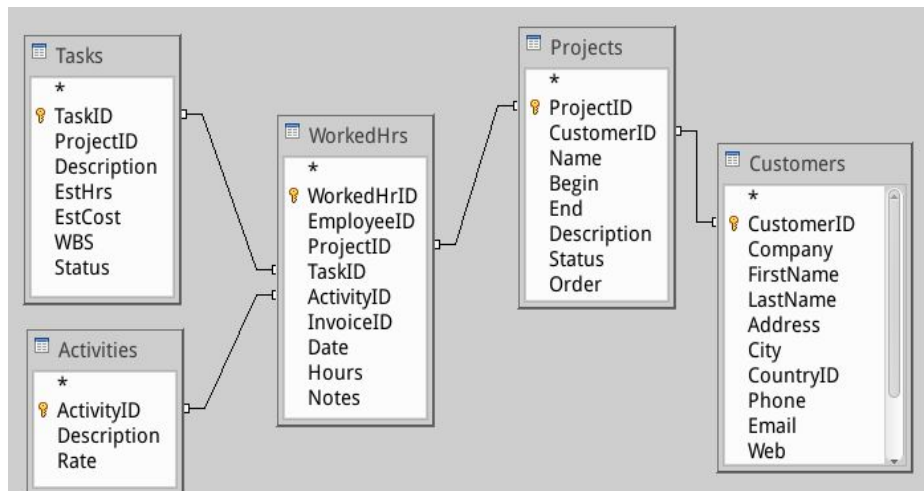 Tasks
*
TaskID
ProjectID
Description
EstHrs
EstCost
WBS
Status
Activities
*
ActivityID
Description
Rate
WorkedHrs
*
WorkedHrID
EmployeeID
ProjectID
TaskID
ActivityID
InvoiceID
Date
Hours
Notes
Projects
*
ProjectID
CustomerID
Name
Begin
End
Description
Status
Order
Customers
*
CustomerID
Company
FirstName
LastName
Address
City
CountryID
Phone
Email
Web